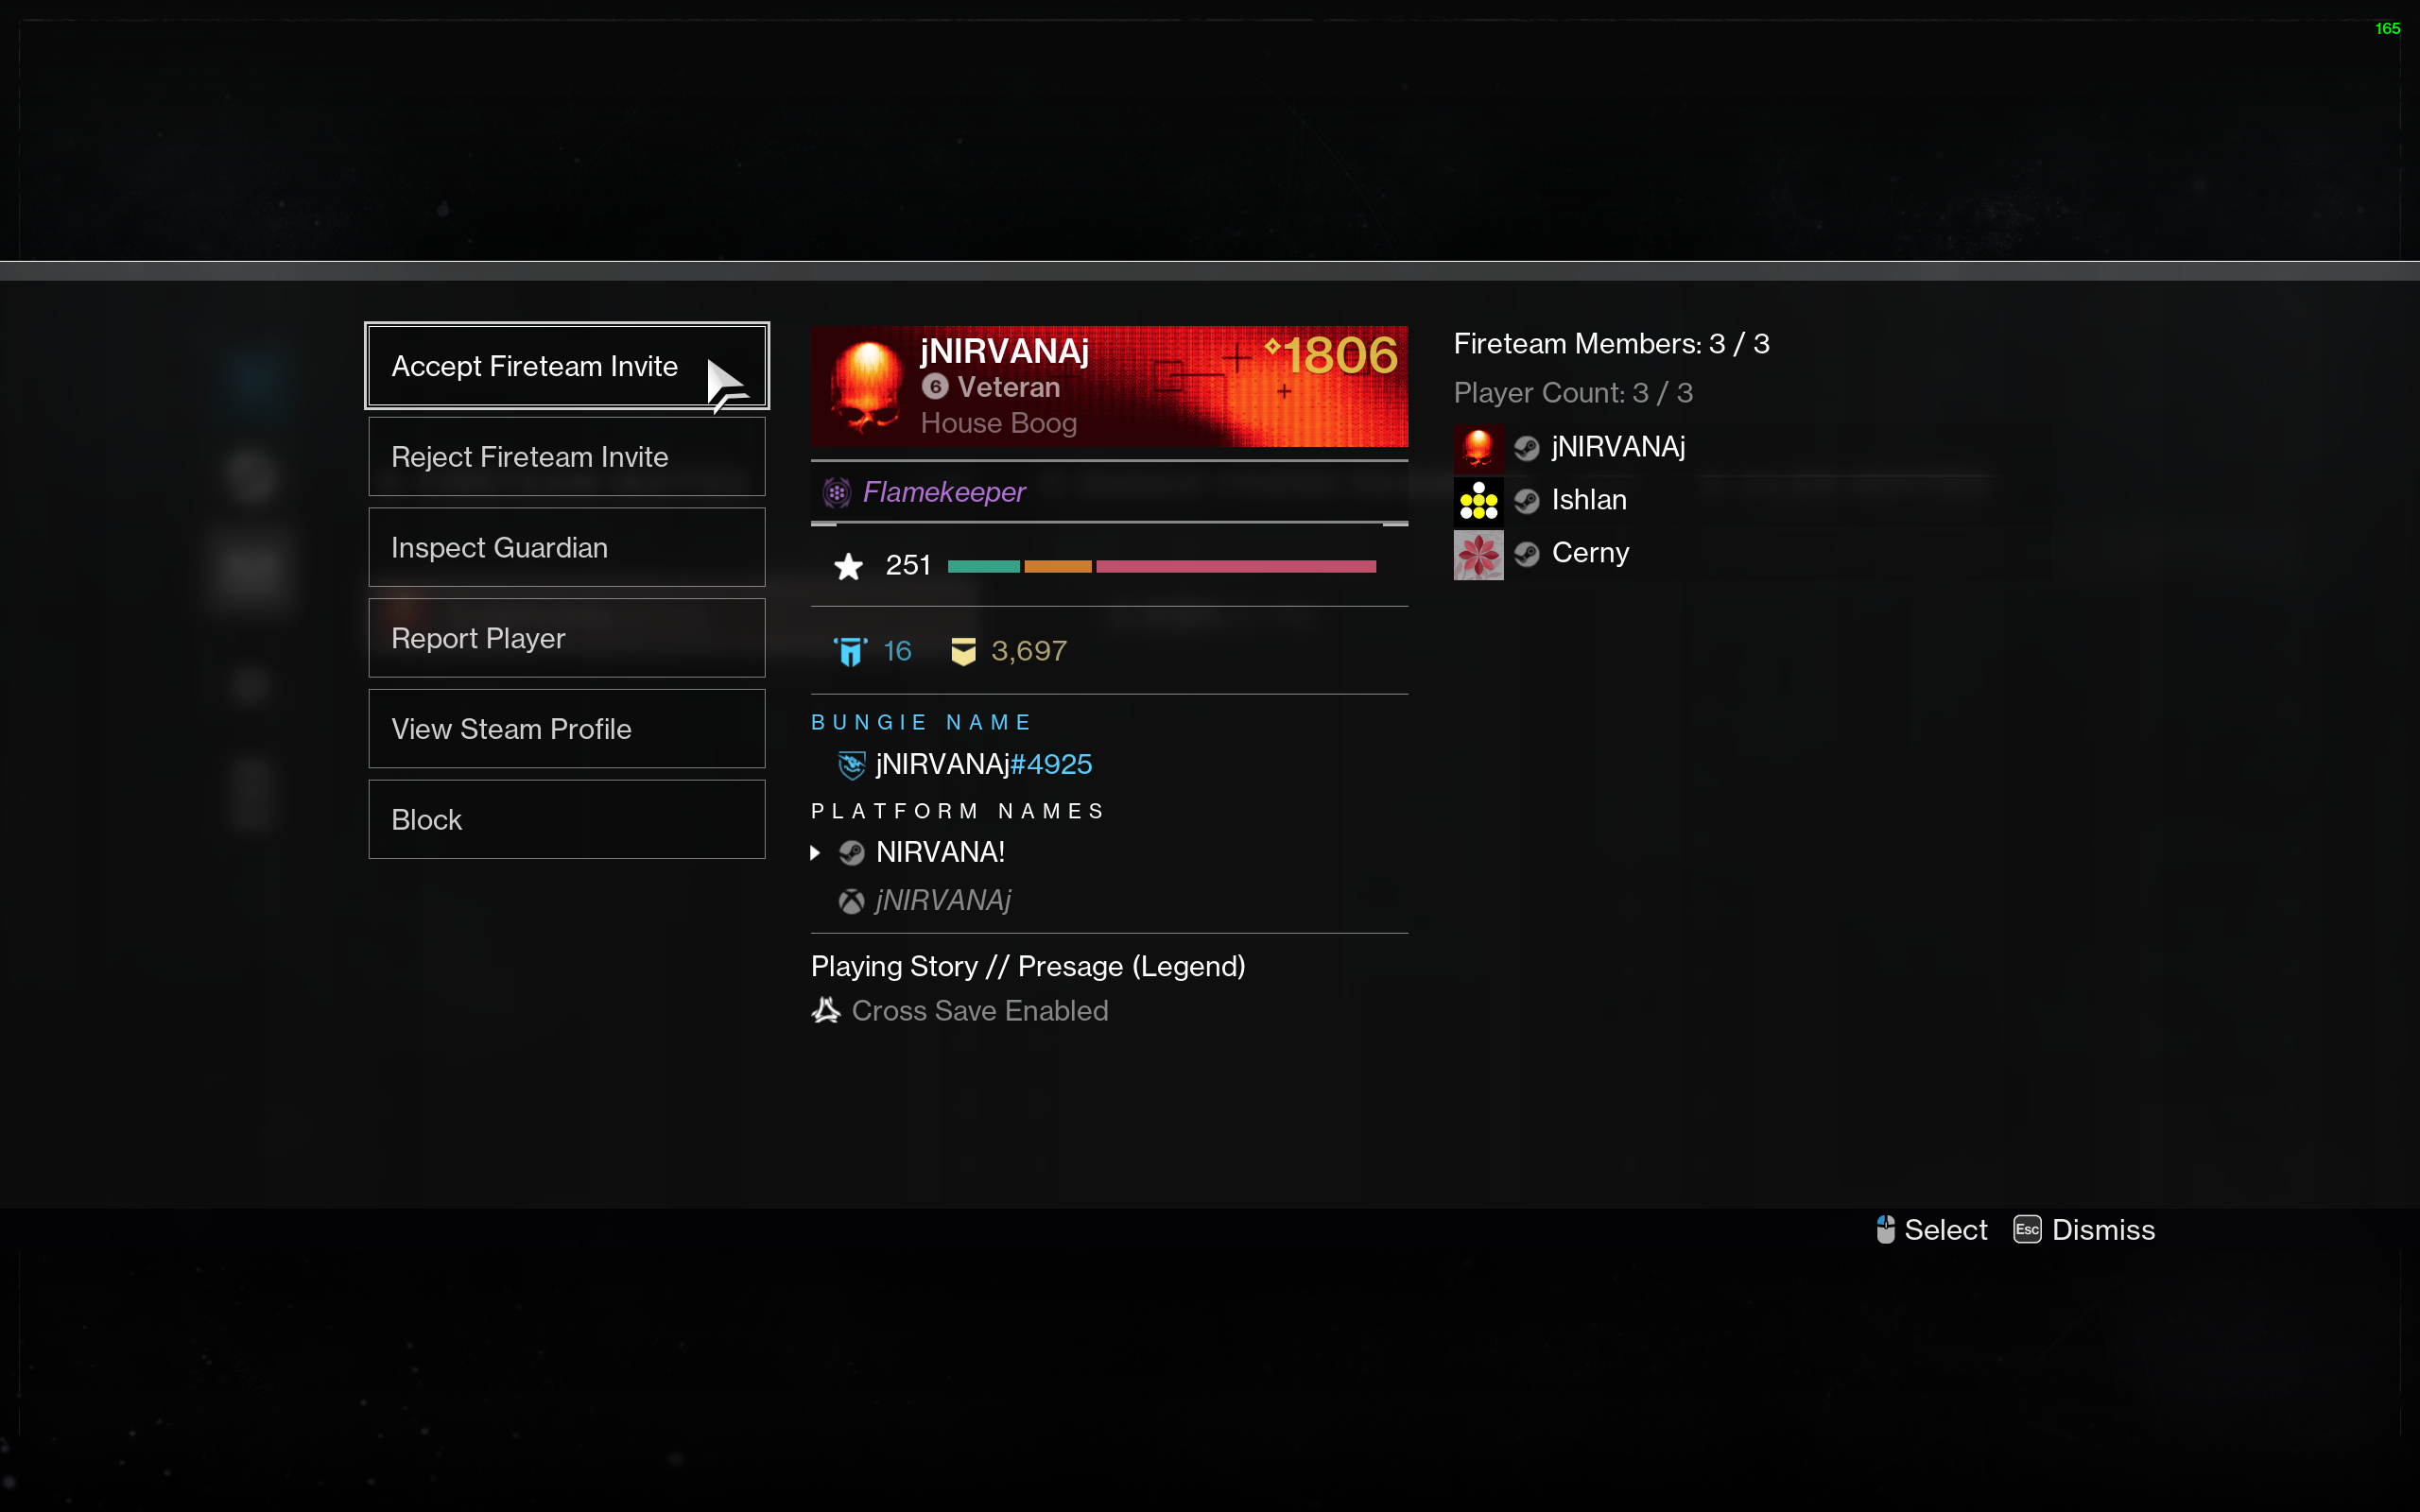 165
Accept Fireteam Invite
Reject Fireteam Invite
Inspect Guardian
Report Player
View Steam Profile
Block
jNIRVANAj
1806
6 Veteran
House Boog
Flamekeeper
251
16 3,697
BUNGIE NAME
jNIRVANAj#4925
PLATFORM NAMES
NIRVANA!
jNIRVANAj
Playing Story // Presage (Legend)
Cross Save Enabled
Fireteam Members: 3 / 3
Player Count: 3 / 3
jNIRVANAj
Ishlan
Cerny
Select Esc Dismiss